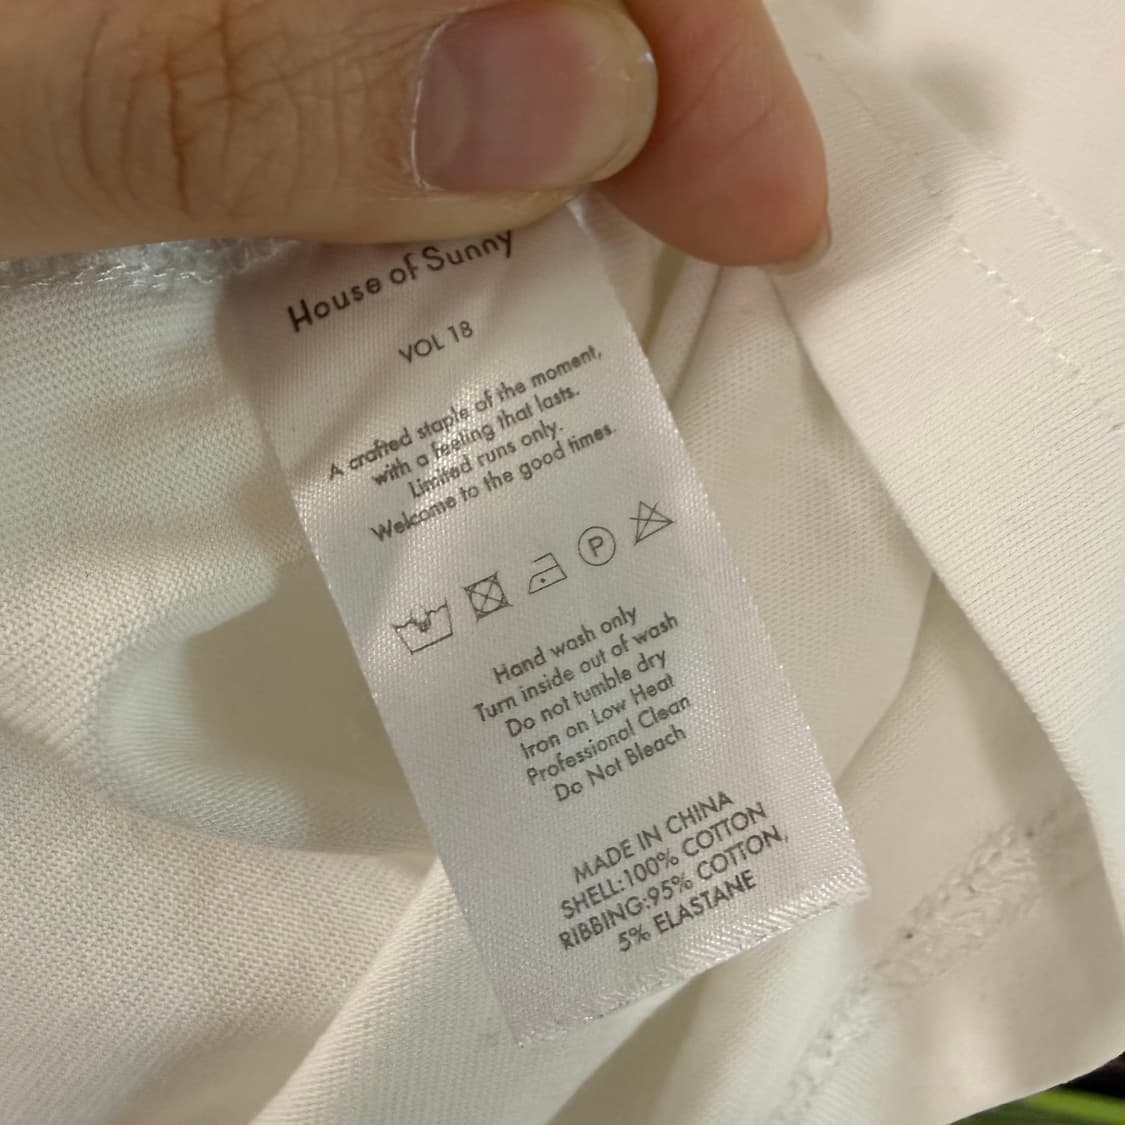 House of Sunny
VOL 18
A crafted staple of the moment,
with a feeling that lasts.
Limited runs only.
Welcome to the good times.
P
Hand wash only
Turn inside out of wash
Do not tumble dry
Iron on Low Heat
Professional Clean
Do Not Bleach
MADE IN CHINA
SHELL:100% COTTON
RIBBING:95% COTTON,
5% ELASTANE